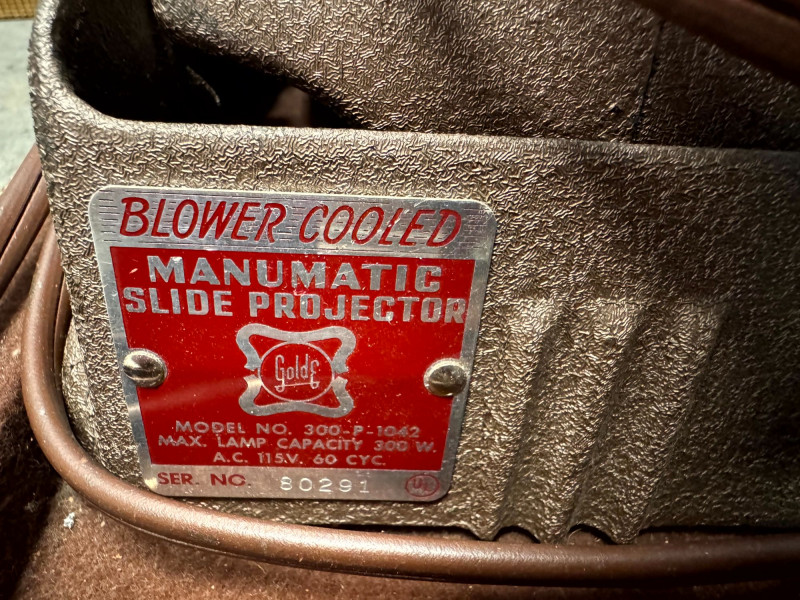 BLOWER COOLED
MANUMATIC
SLIDE PROJECTOR
GoldE
MODEL NO. 300-P-1042
MAX. LAMP CAPACITY 300 W.
A.C. 115V. 60 CYC.
SER. NO. 80291 UL